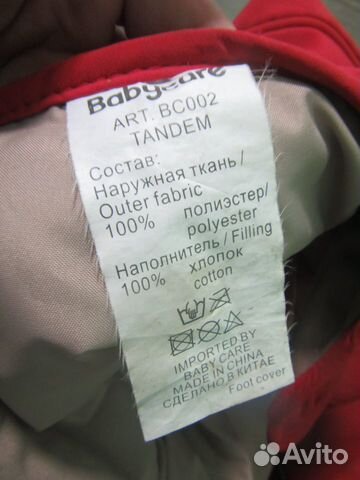 BabyCare
ART. BC002
TANDEM
Состав:
Наружная ткань /
Outer fabric
100% полиэстер/
polyester
Наполнитель / Filling
100% хлопок
cotton
IMPORTED BY
BABY CARE
MADE IN CHINA
СДЕЛАНО В КИТАЕ
Foot cover
Avito